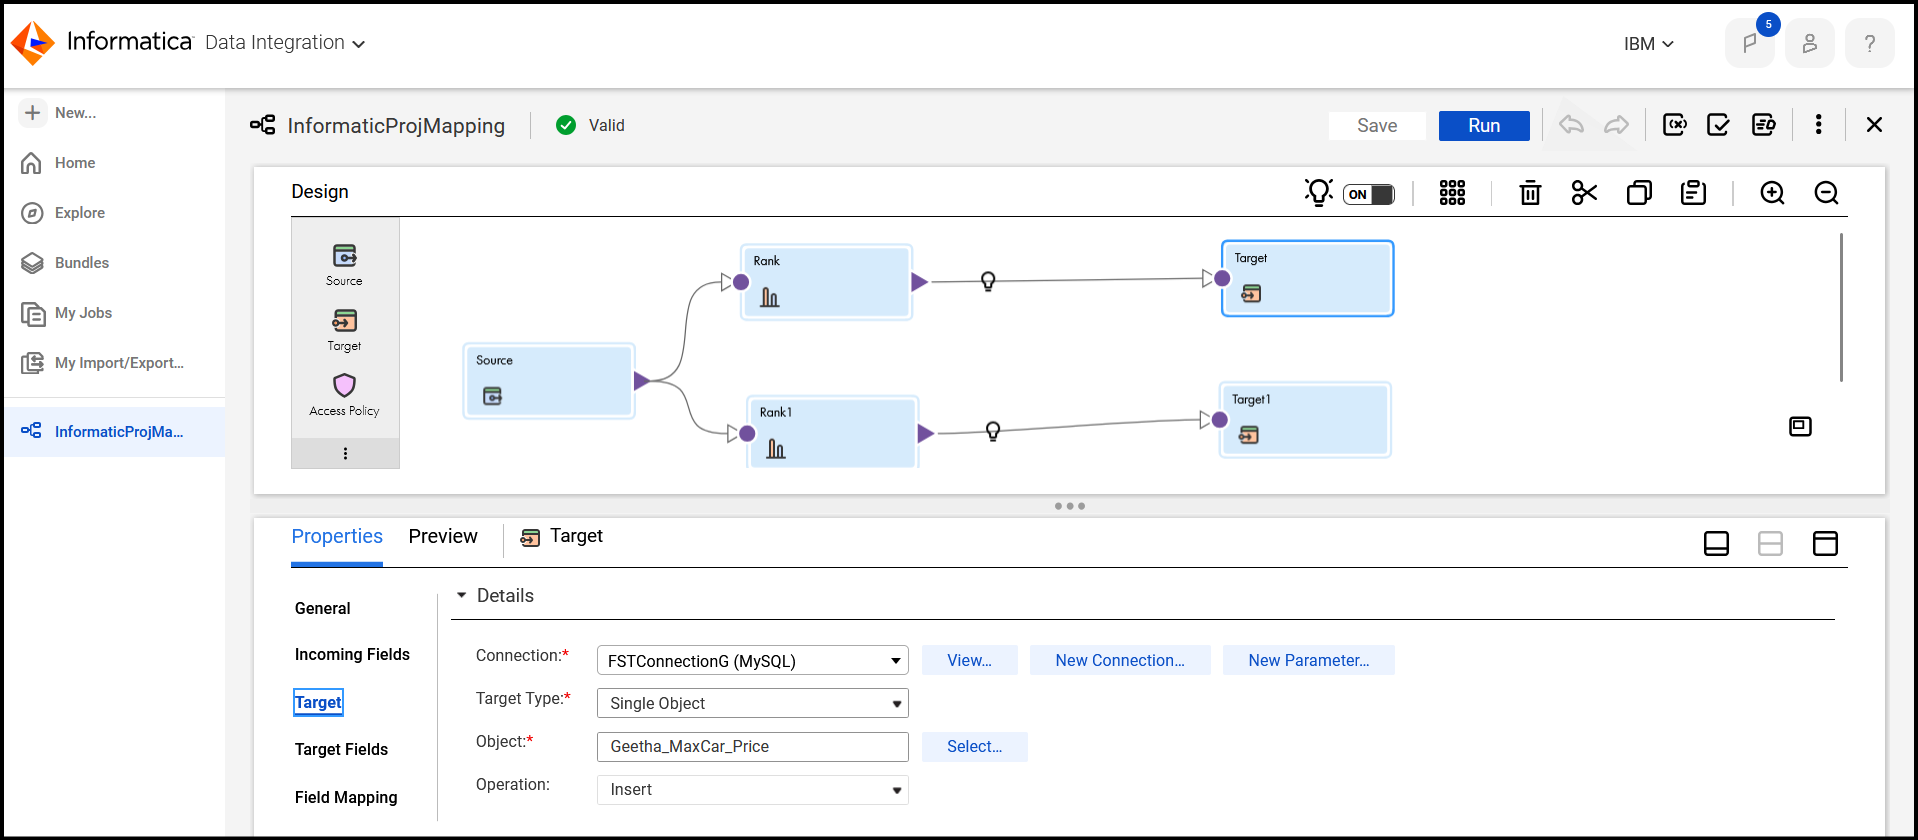 Informatica Data Integration
IBM
5
?
New...
Home
Explore
Bundles
My Jobs
My Import/Export...
InformaticProjMa...
InformaticProjMapping
Valid
Save
Run
Design
ON
Source
Target
Access Policy
Source
Rank
Rank1
Target
Target1
Properties
Preview
Target
General
Incoming Fields
Target
Target Fields
Field Mapping
Details
Connection:* FSTConnectionG (MySQL) View... New Connection... New Parameter...
Target Type:* Single Object
Object:* Geetha_MaxCar_Price Select...
Operation: Insert